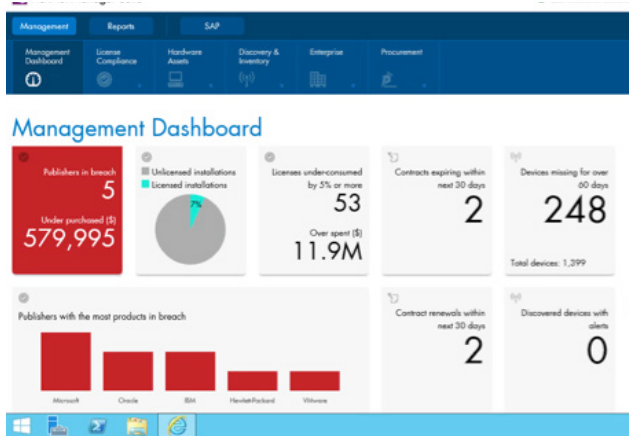 Management
Reports
SAP
Management
Dashboard
License
Compliance
Hardware
Assets
Discovery &
Inventory
Enterprise
Procurement
Management Dashboard
Publishers in breach
5
Under purchased ($)
579,995
Unlicensed installations
Licensed installations
7%
Licenses under-consumed
by 5% or more
53
Over spent ($)
11.9M
Contracts expiring within
next 30 days
2
Devices missing for over
60 days
248
Total devices: 1,399
Publishers with the most products in breach
Microsoft
Oracle
IBM
Hewlett-Packard
VMware
Contract renewals within
next 30 days
2
Discovered devices with
alerts
0